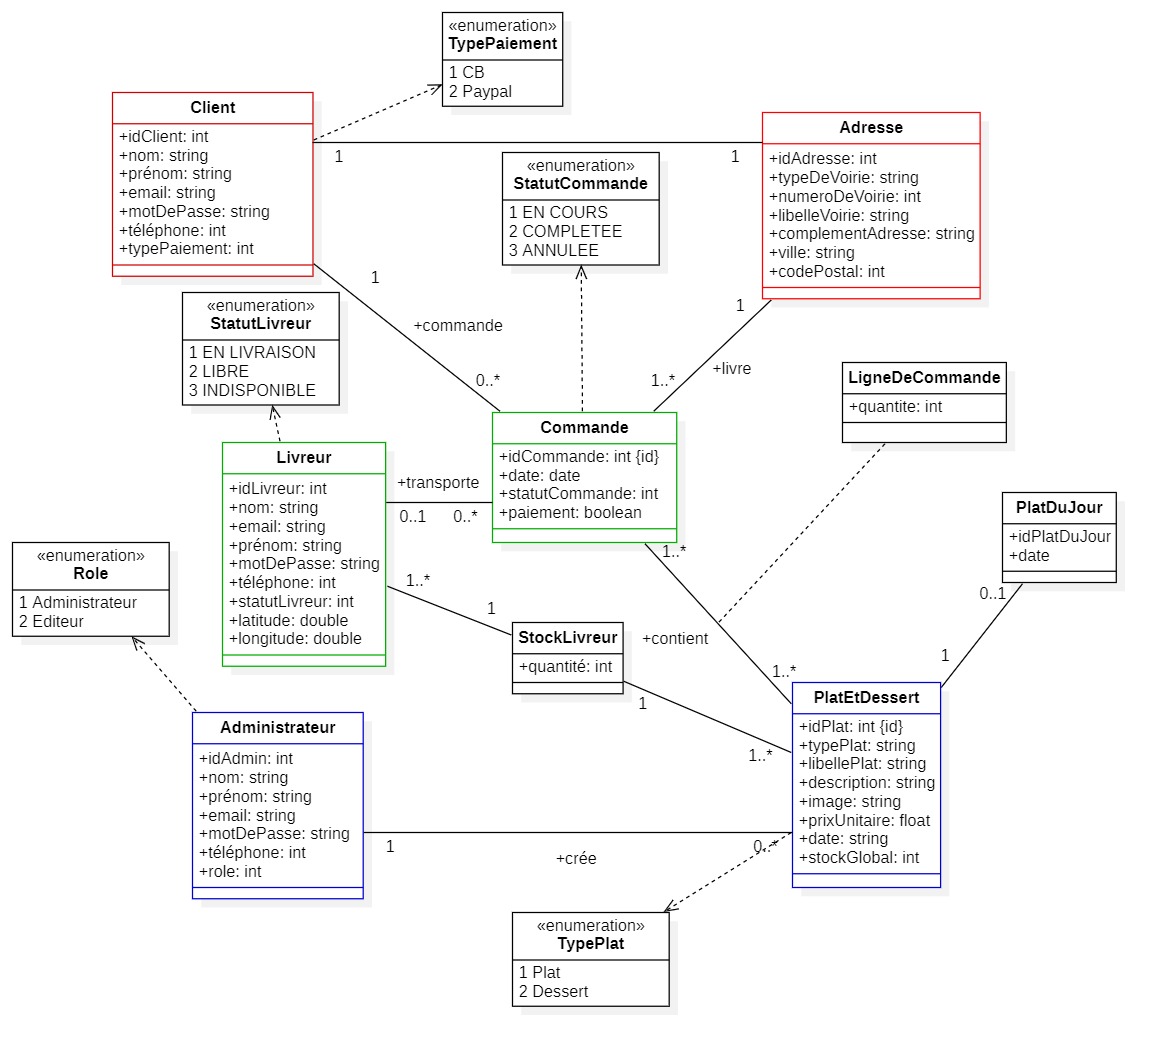 «enumeration»
TypePaiement
1 CB
2 Paypal
Client
+idClient: int
+nom: string
+prénom: string
+email: string
+motDePasse: string
+téléphone: int
+typePaiement: int
1
1
Adresse
+idAdresse: int
+typeDeVoirie: string
+numeroDeVoirie: int
+libelleVoirie: string
+complementAdresse: string
+ville: string
+codePostal: int
«enumeration»
StatutCommande
1 EN COURS
2 COMPLETEE
3 ANNULEE
1
+commande
0..*
1
+livre
1..*
«enumeration»
StatutLivreur
1 EN LIVRAISON
2 LIBRE
3 INDISPONIBLE
LigneDeCommande
+quantite: int
Commande
+idCommande: int {id}
+date: date
+statutCommande: int
+paiement: boolean
Livreur
+idLivreur: int
+nom: string
+email: string
+prénom: string
+motDePasse: string
+téléphone: int
+statutLivreur: int
+latitude: double
+longitude: double
+transporte
0..1
0..*
PlatDuJour
+idPlatDuJour
+date
0..1
1
«enumeration»
Role
1 Administrateur
2 Editeur
1..*
1
StockLivreur
+quantité: int
1
1..*
1..*
+contient
1..*
PlatEtDessert
+idPlat: int {id}
+typePlat: string
+libellePlat: string
+description: string
+image: string
+prixUnitaire: float
+date: string
+stockGlobal: int
Administrateur
+idAdmin: int
+nom: string
+prénom: string
+email: string
+motDePasse: string
+téléphone: int
+role: int
1
+crée
0..*
«enumeration»
TypePlat
1 Plat
2 Dessert